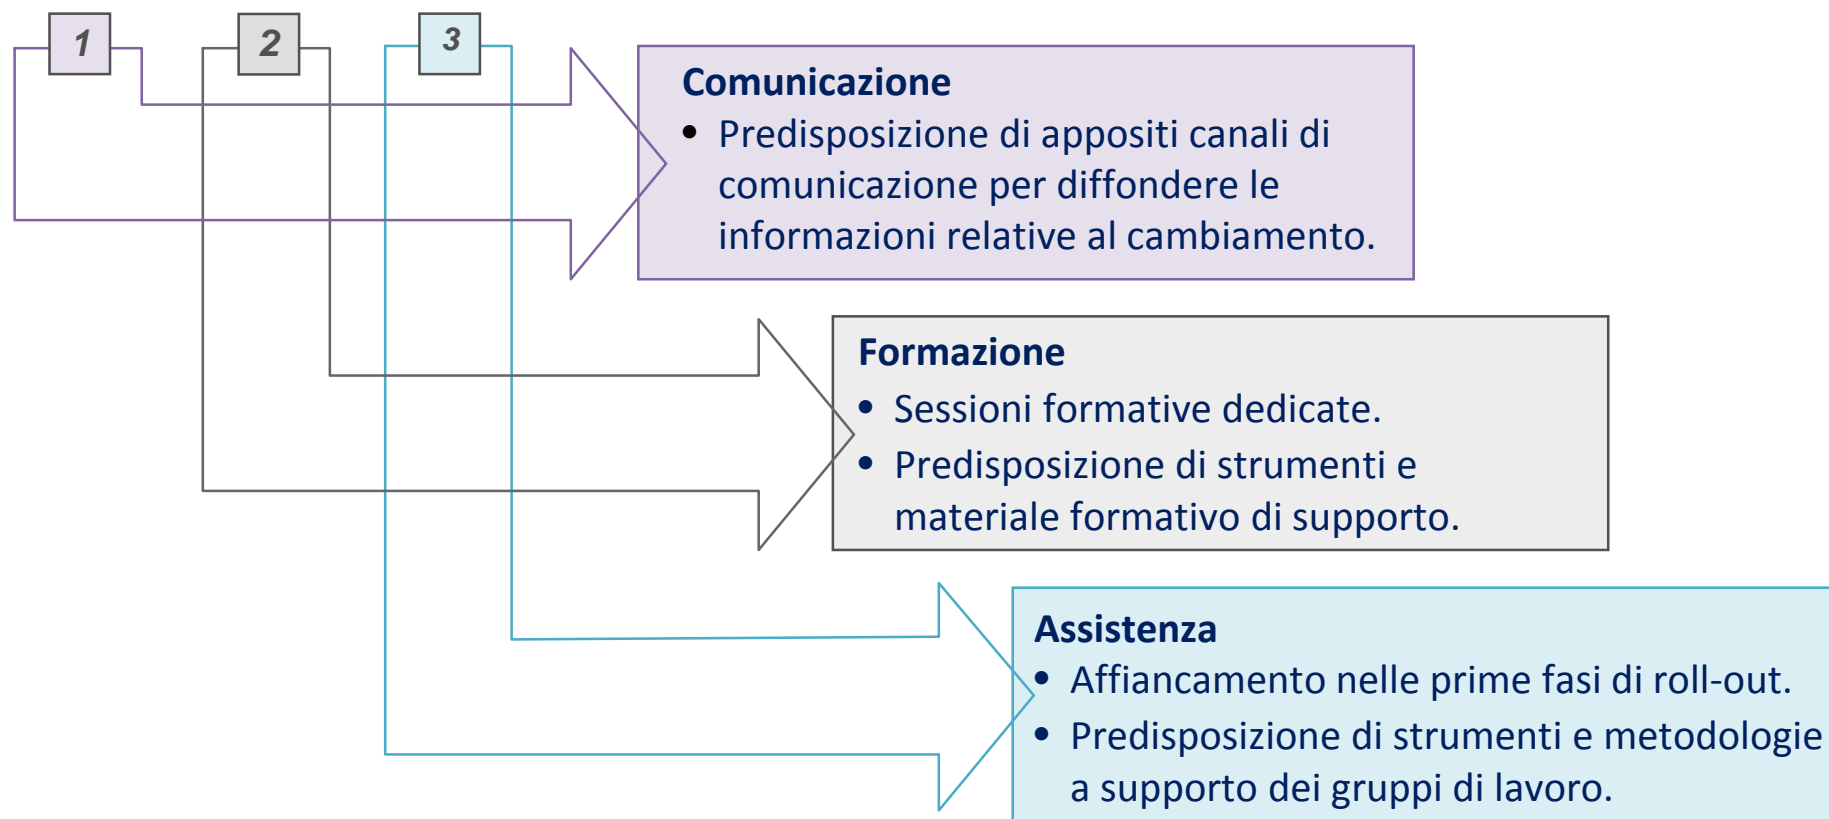 1
2
3
Comunicazione
• Predisposizione di appositi canali di
comunicazione per diffondere le
informazioni relative al cambiamento.
Formazione
• Sessioni formative dedicate.
• Predisposizione di strumenti e
materiale formativo di supporto.
Assistenza
• Affiancamento nelle prime fasi di roll-out.
• Predisposizione di strumenti e metodologie
a supporto dei gruppi di lavoro.